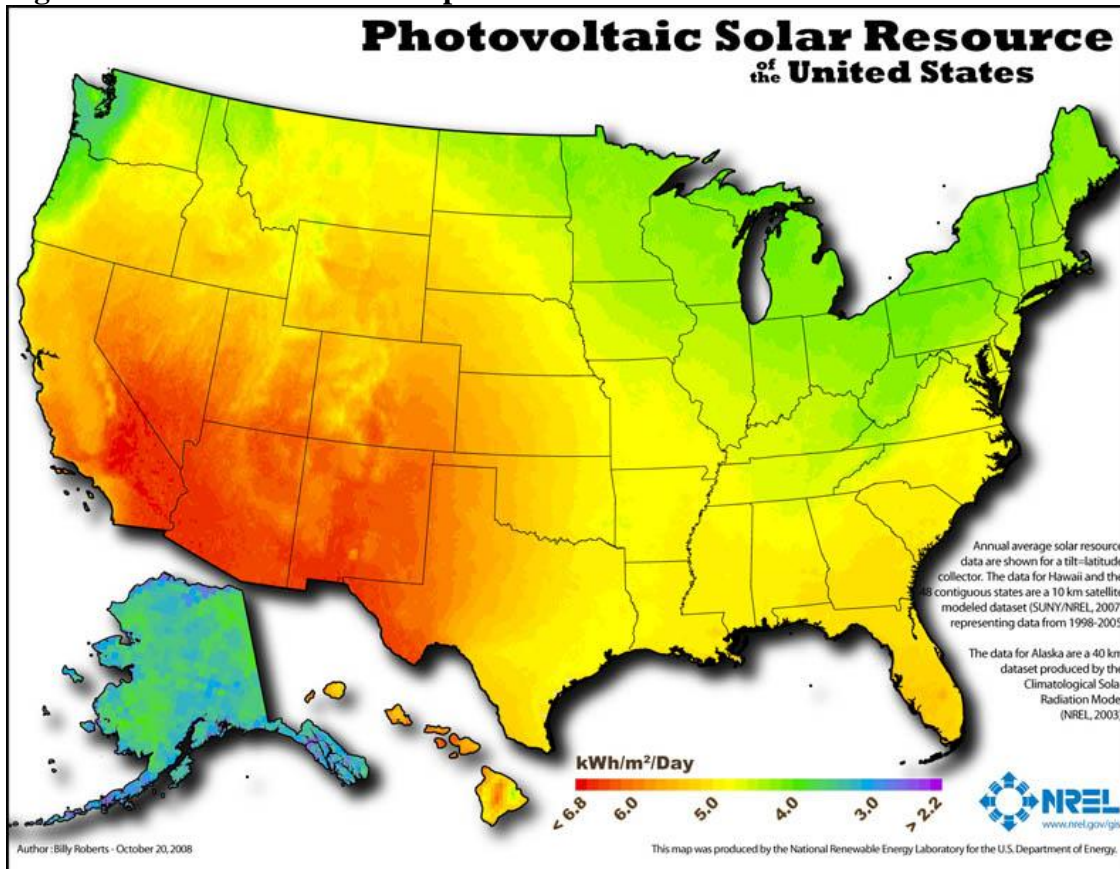 Photovoltaic Solar Resource
of the United States
Annual average solar resource
data are shown for a tilt=latitude
collector. The data for Hawaii and the
48 contiguous states are a 10 km satellite
modeled dataset (SUNY/NREL, 2007)
representing data from 1998-2005
The data for Alaska are a 40 km
dataset produced by the
Climatological Solar
Radiation Model
(NREL, 2003)
kWh/m²/Day
< 6.8 6.0 5.0 4.0 3.0 > 2.2
NREL
www.nrel.gov/gis
Author : Billy Roberts - October 20, 2008
This map was produced by the National Renewable Energy Laboratory for the U.S. Department of Energy.